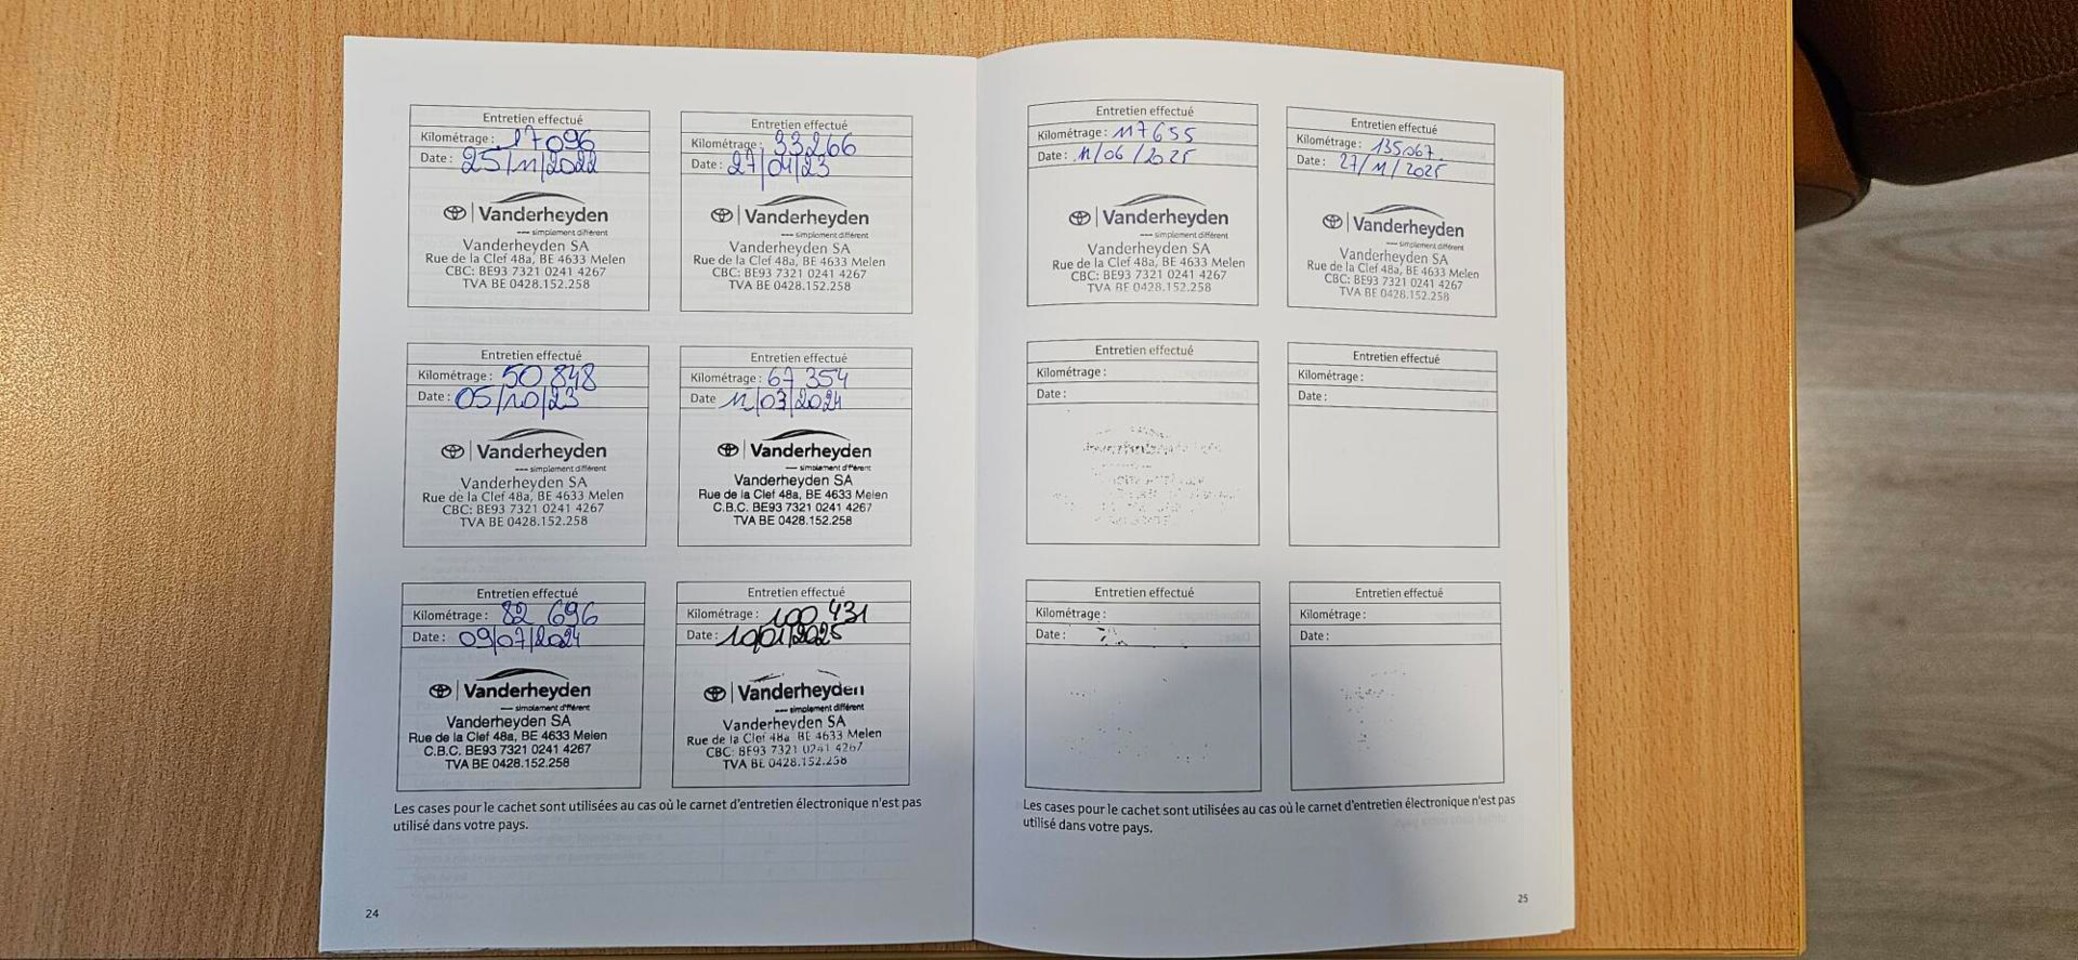 Entretien effectué
Kilométrage : 17096
Date : 25/11/2022
Vanderheyden
simplement différent
Vanderheyden SA
Rue de la Clef 48a, BE 4633 Melen
CBC: BE93 7321 0241 4267
TVA BE 0428.152.258
Entretien effectué
Kilométrage : 33266
Date : 27/04/23
Vanderheyden
simplement différent
Vanderheyden SA
Rue de la Clef 48a, BE 4633 Melen
CBC: BE93 7321 0241 4267
TVA BE 0428.152.258
Entretien effectué
Kilométrage : 50 848
Date : 05/10/23
Vanderheyden
simplement différent
Vanderheyden SA
Rue de la Clef 48a, BE 4633 Melen
CBC: BE93 7321 0241 4267
TVA BE 0428.152.258
Entretien effectué
Kilométrage : 67 354
Date 11/03/2024
Vanderheyden
simplement différent
Vanderheyden SA
Rue de la Clef 48a, BE 4633 Melen
C.B.C. BE93 7321 0241 4267
TVA BE 0428.152.258
Entretien effectué
Kilométrage : 82 696
Date : 09/07/2024
Vanderheyden
simplement différent
Vanderheyden SA
Rue de la Clef 48a, BE 4633 Melen
C.B.C. BE93 7321 0241 4267
TVA BE 0428.152.258
Entretien effectué
Kilométrage : 100 431
Date : 10/01/2025
Vanderheyden
simplement différent
Vanderheyden SA
Rue de la Clef 48a BE 4633 Melen
CBC: BE93 7321 0241 4267
TVA BE 0428.152.258
Les cases pour le cachet sont utilisées au cas où le carnet d'entretien électronique n'est pas
utilisé dans votre pays.
24
Entretien effectué
Kilométrage : 117655
Date : 11/06/2025
Vanderheyden
simplement différent
Vanderheyden SA
Rue de la Clef 48a, BE 4633 Melen
CBC: BE93 7321 0241 4267
TVA BE 0428.152.258
Entretien effectué
Kilométrage : 135067.
Date : 27/11/2025
Vanderheyden
simplement différent
Vanderheyden SA
Rue de la Clef 48a, BE 4633 Melen
CBC: BE93 7321 0241 4267
TVA BE 0428.152.258
Entretien effectué
Kilométrage :
Date :
Entretien effectué
Kilométrage :
Date :
Entretien effectué
Kilométrage :
Date :
Entretien effectué
Kilométrage :
Date :
Les cases pour le cachet sont utilisées au cas où le carnet d'entretien électronique n'est pas
utilisé dans votre pays.
25